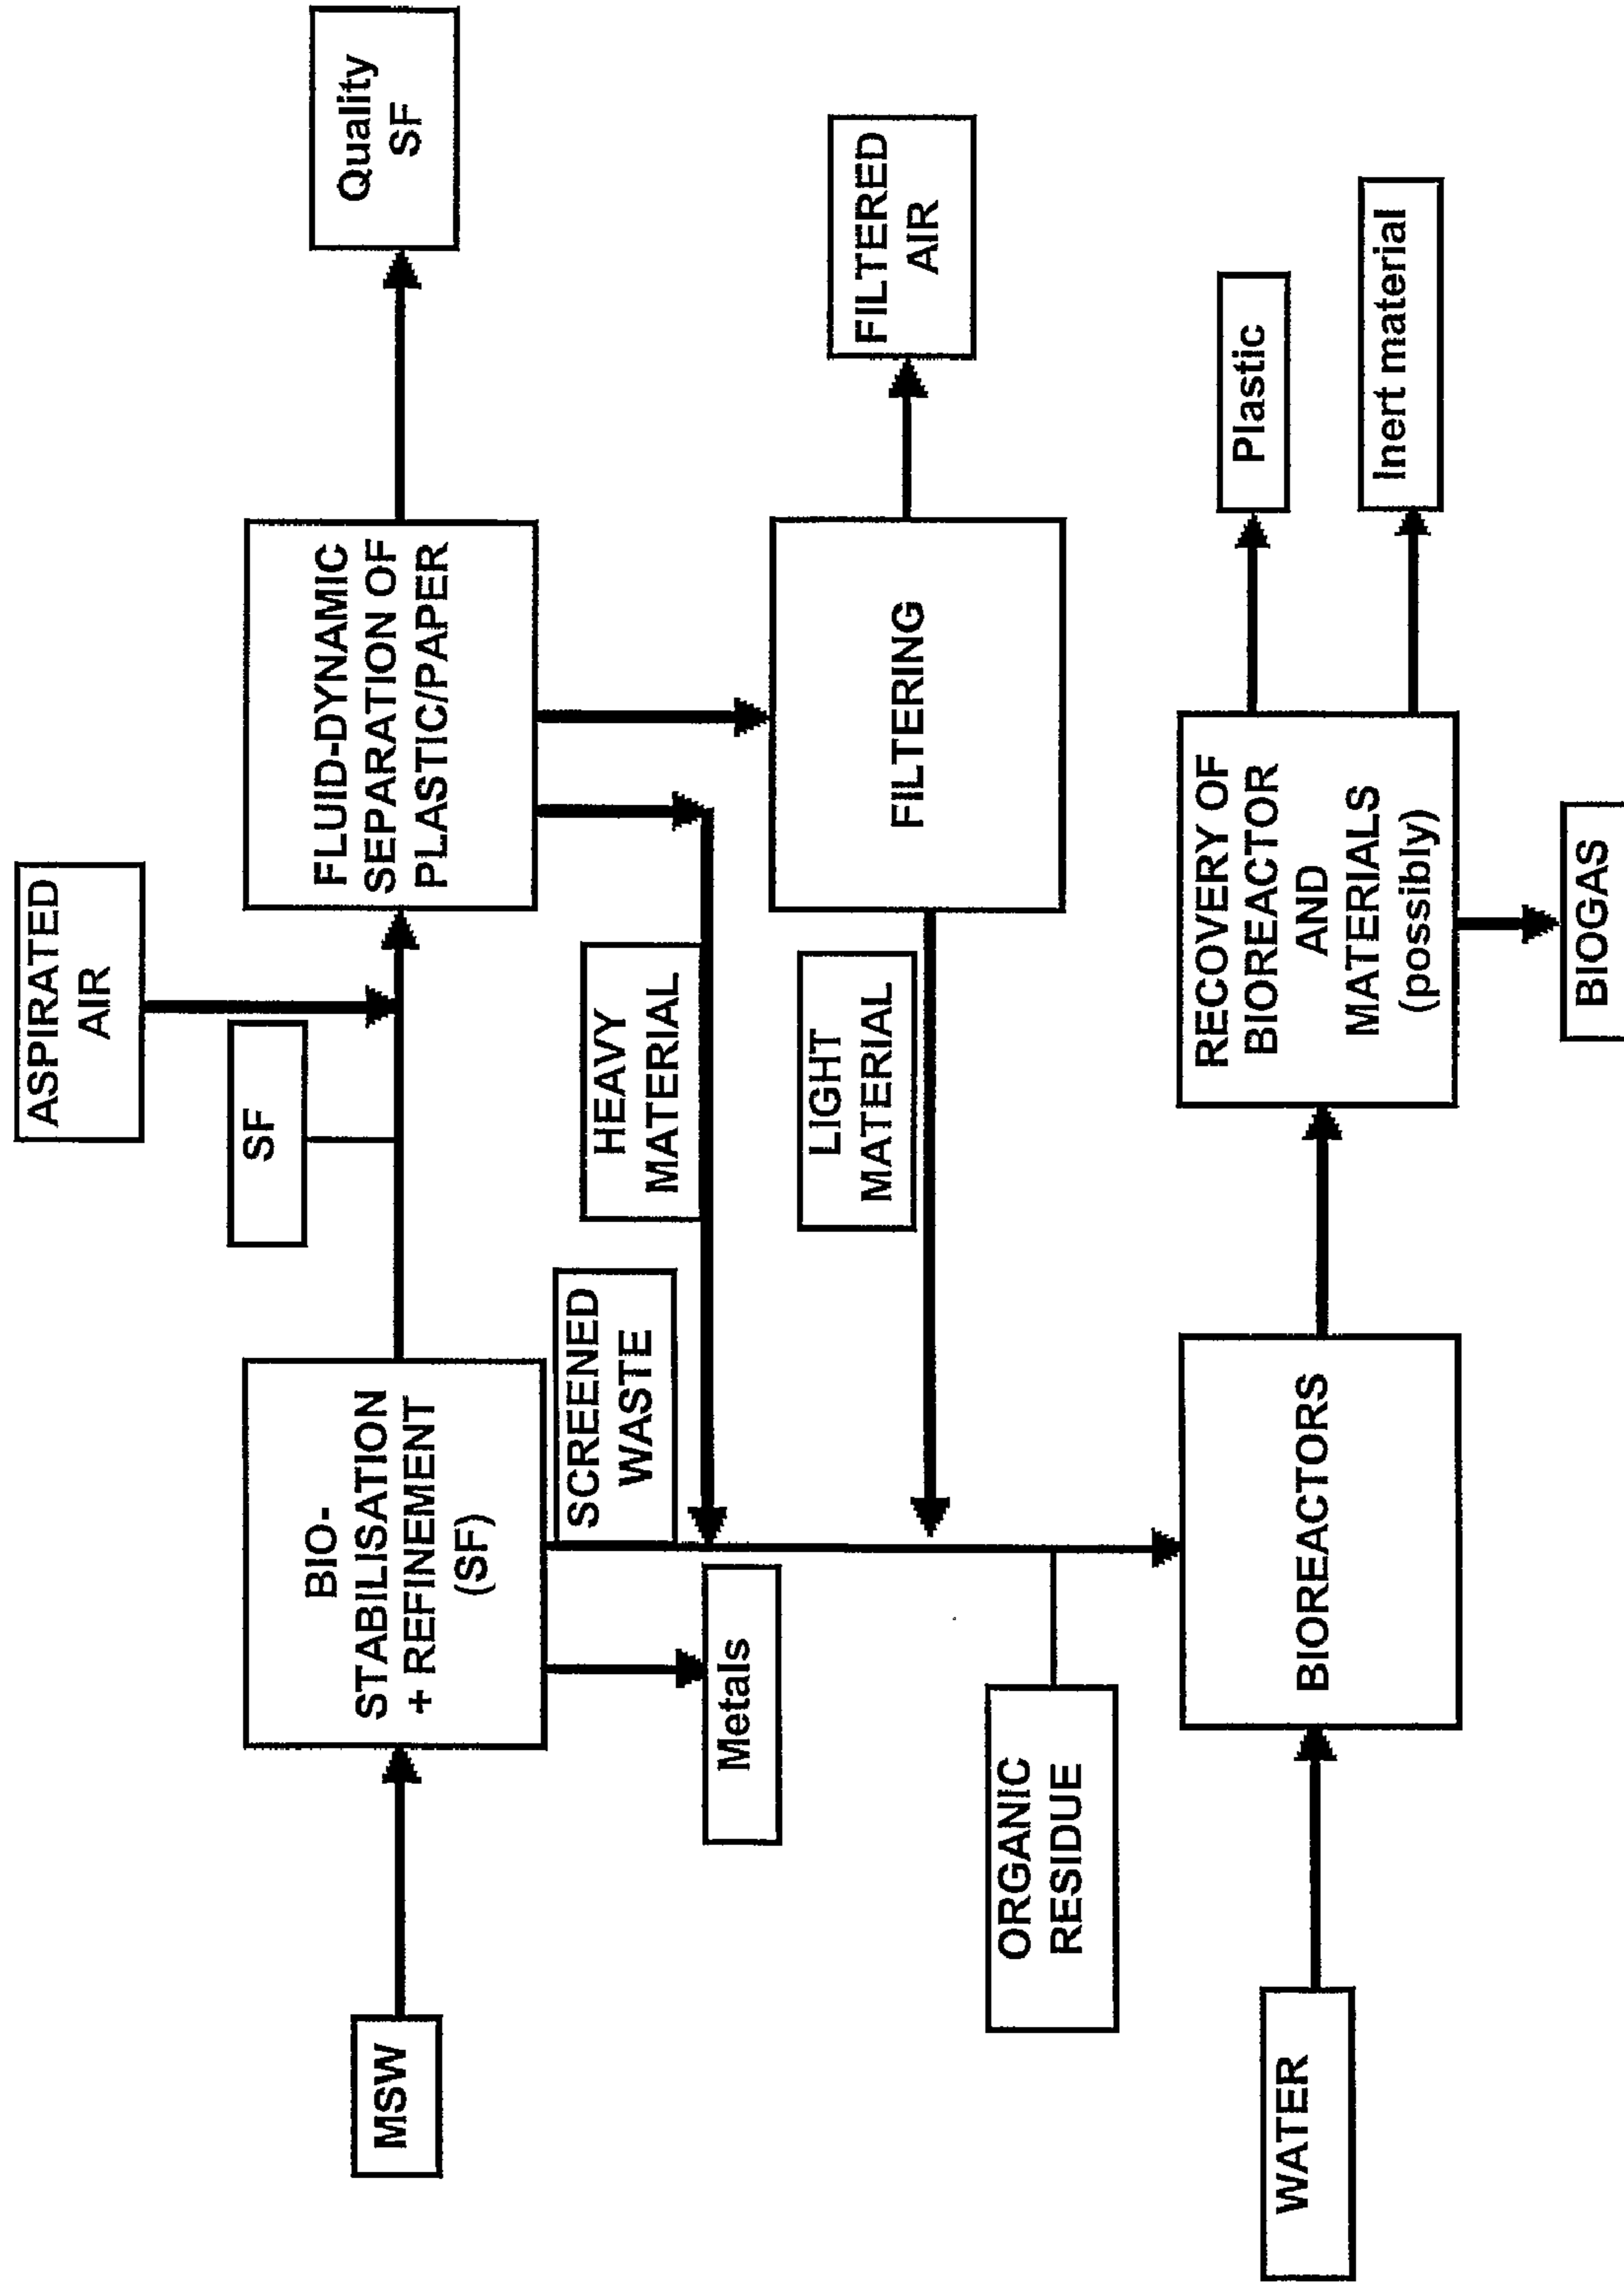 ASPIRATED
AIR
SF
MSW
BIO-
STABILISATION
+ REFINEMENT
(SF)
FLUID-DYNAMIC
SEPARATION OF
PLASTIC/PAPER
Quality
SF
SCREENED
WASTE
HEAVY
MATERIAL
Metals
LIGHT
MATERIAL
FILTERING
FILTERED
AIR
ORGANIC
RESIDUE
WATER
BIOREACTORS
RECOVERY OF
BIOREACTOR
AND
MATERIALS
(possibly)
Plastic
Inert material
BIOGAS